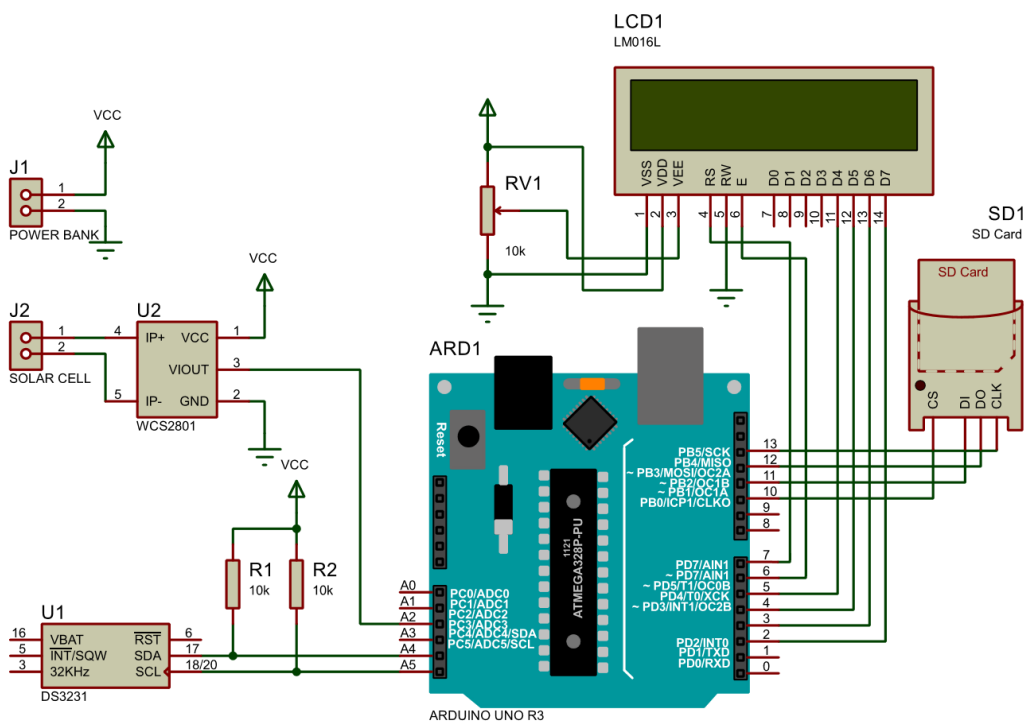 LCD1
LM016L
VSS VDD VEE RS RW E D0 D1 D2 D3 D4 D5 D6 D7
1 2 3 4 5 6 7 8 9 10 11 12 13 14
VCC
J1
1
2
POWER BANK
RV1
10k
SD1
SD Card
SD Card
CS DI DO CLK
VCC
J2
1
2
SOLAR CELL
U2
4 IP+ VCC 1
VIOUT 3
5 IP- GND 2
WCS2801
VCC
R1
10k
R2
10k
U1
16 VBAT RST 6
5 INT/SQW SDA 17
3 32KHz SCL 18/20
DS3231
ARD1
Reset
1121
ATMEGA328P-PU
A0 PC0/ADC0
A1 PC1/ADC1
A2 PC2/ADC2
A3 PC3/ADC3
A4 PC4/ADC4/SDA
A5 PC5/ADC5/SCL
PB5/SCK 13
PB4/MISO 12
~ PB3/MOSI/OC2A 11
~ PB2/OC1B 10
~ PB1/OC1A 9
PB0/ICP1/CLKO 8
PD7/AIN1 7
~ PD7/AIN1 6
~ PD5/T1/OC0B 5
PD4/T0/XCK 4
~ PD3/INT1/OC2B 3
PD2/INT0 2
PD1/TXD 1
PD0/RXD 0
ARDUINO UNO R3